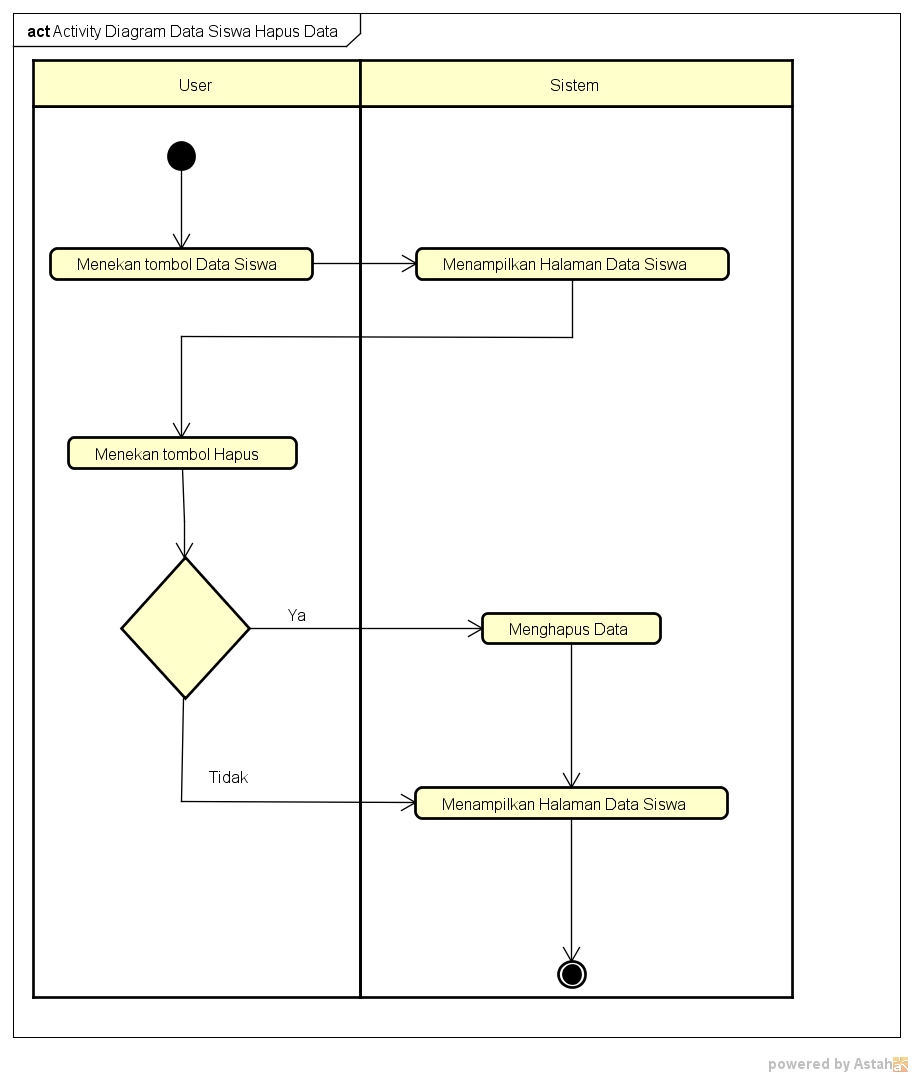 act Activity Diagram Data Siswa Hapus Data
User
Sistem
Menekan tombol Data Siswa
Menampilkan Halaman Data Siswa
Menekan tombol Hapus
Ya
Menghapus Data
Tidak
Menampilkan Halaman Data Siswa
powered by Astah